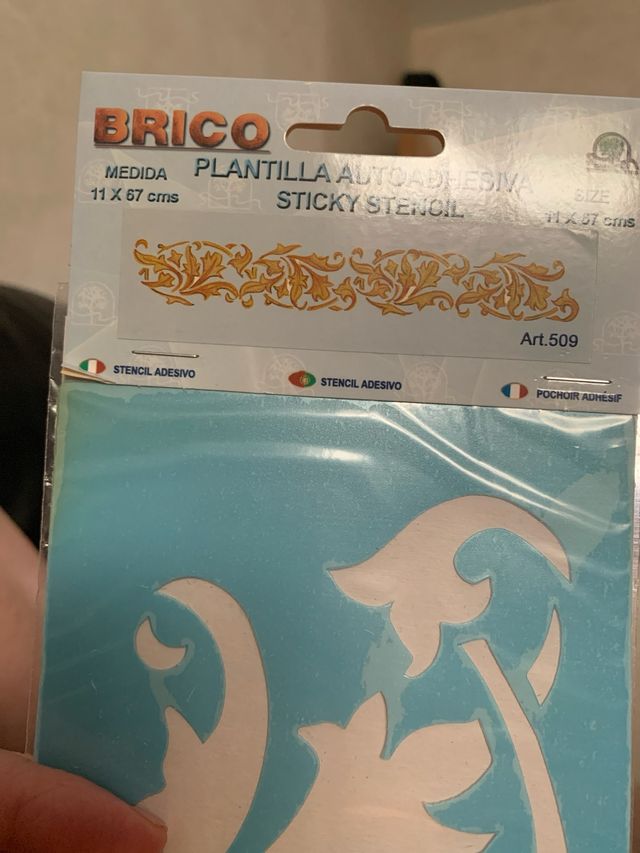 BRICO
PLANTILLA AUTOADHESIVA
STICKY STENCIL
MEDIDA
11 X 67 cms
SIZE
11 X 67 cms
Art.509
STENCIL ADESIVO
STENCIL ADESIVO
POCHOIR ADHESIF